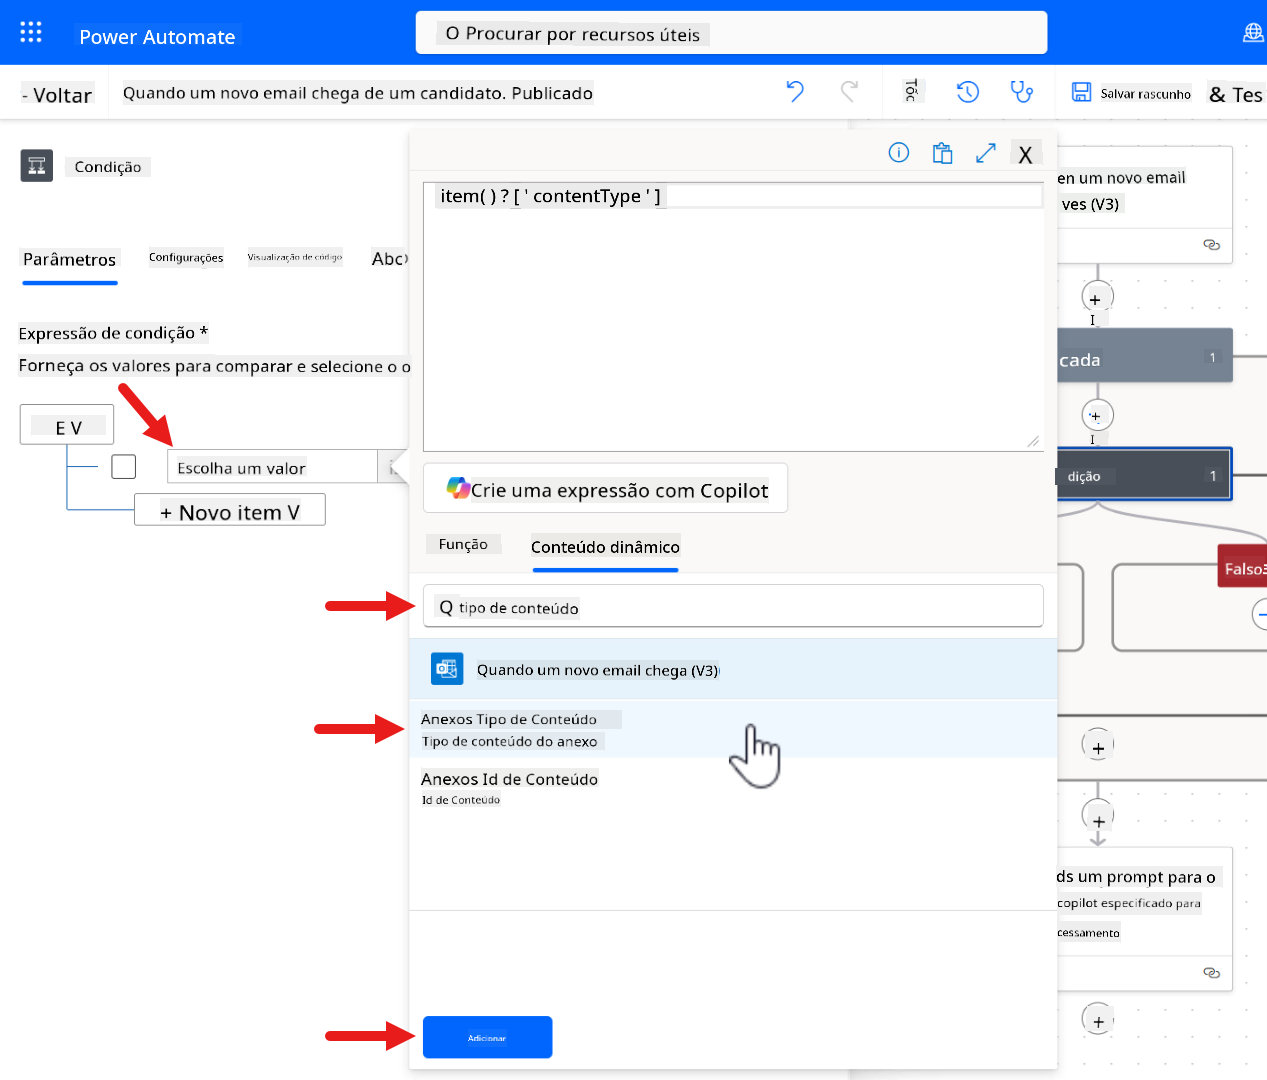 Power Automate
O Procurar por recursos úteis
- Voltar
Quando um novo email chega de um candidato. Publicado
Tóc
Salvar rascunho
& Tes
Condição
X
item( ) ? [ ' contentType ' ]
en um novo email
ves (V3)
Parâmetros
Configurações
Visualização de código
Abc
Expressão de condição *
Forneça os valores para comparar e selecione o o
cada
1
E V
Escolha um valor
+ Novo item V
Crie uma expressão com Copilot
dição
1
Função
Conteúdo dinâmico
Falso
Q tipo de conteúdo
Quando um novo email chega (V3)
Anexos Tipo de Conteúdo
Tipo de conteúdo do anexo
Anexos Id de Conteúdo
Id de Conteúdo
ds um prompt para o
copilot especificado para
cessamento
Adicionar